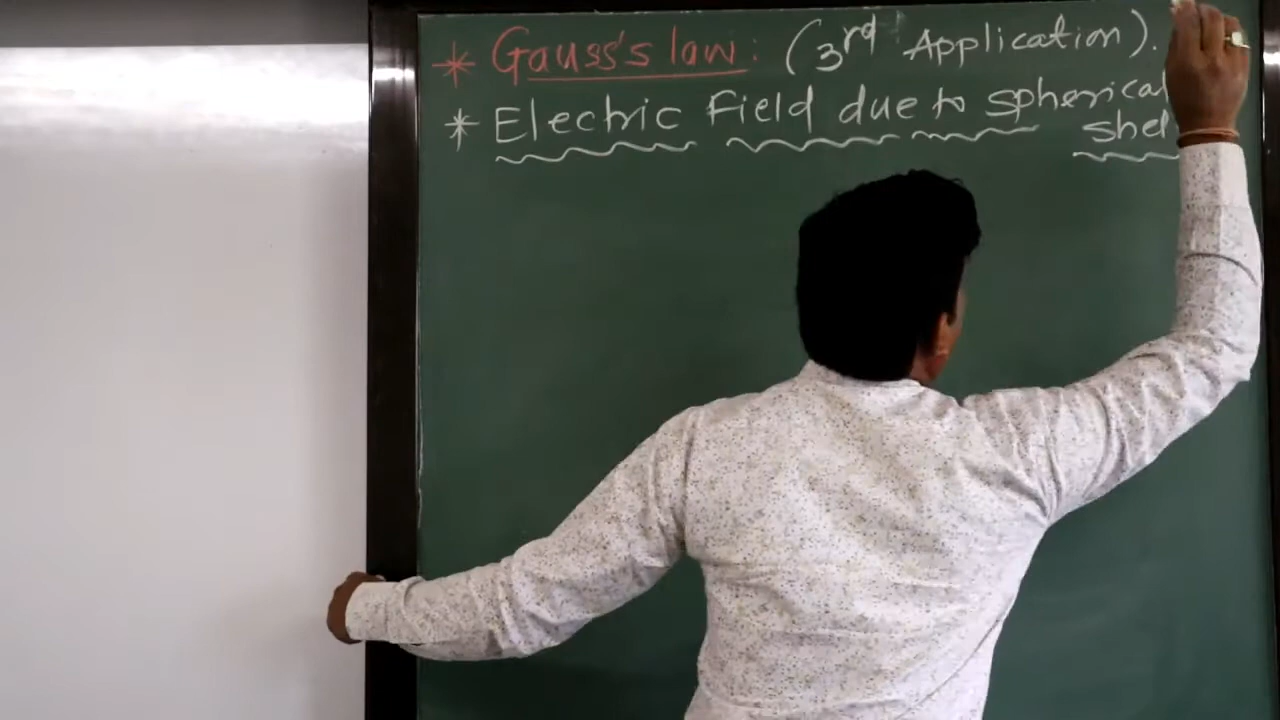 * Gauss's law: (3rd Application).
* Electric Field due to spherical
shel